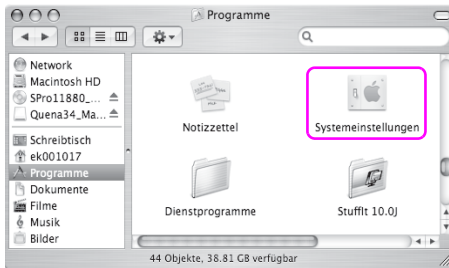 Programme
Network
Macintosh HD
SPro11880_...
Quena34_Ma...
Schreibtisch
ek001017
Programme
Dokumente
Filme
Musik
Bilder
Notizzettel
Systemeinstellungen
Dienstprogramme
StuffIt 10.0J
44 Objekte, 38.81 GB verfügbar